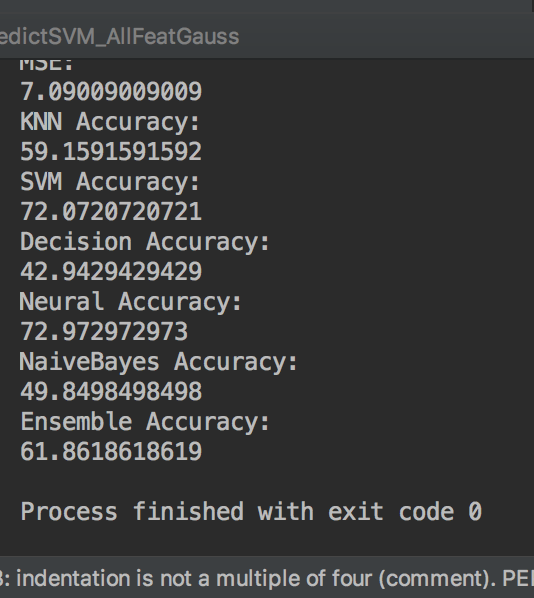 edictSVM_AllFeatGauss
MSE:
7.09009009009
KNN Accuracy:
59.1591591592
SVM Accuracy:
72.0720720721
Decision Accuracy:
42.9429429429
Neural Accuracy:
72.972972973
NaiveBayes Accuracy:
49.8498498498
Ensemble Accuracy:
61.8618618619
Process finished with exit code 0
: indentation is not a multiple of four (comment). PE